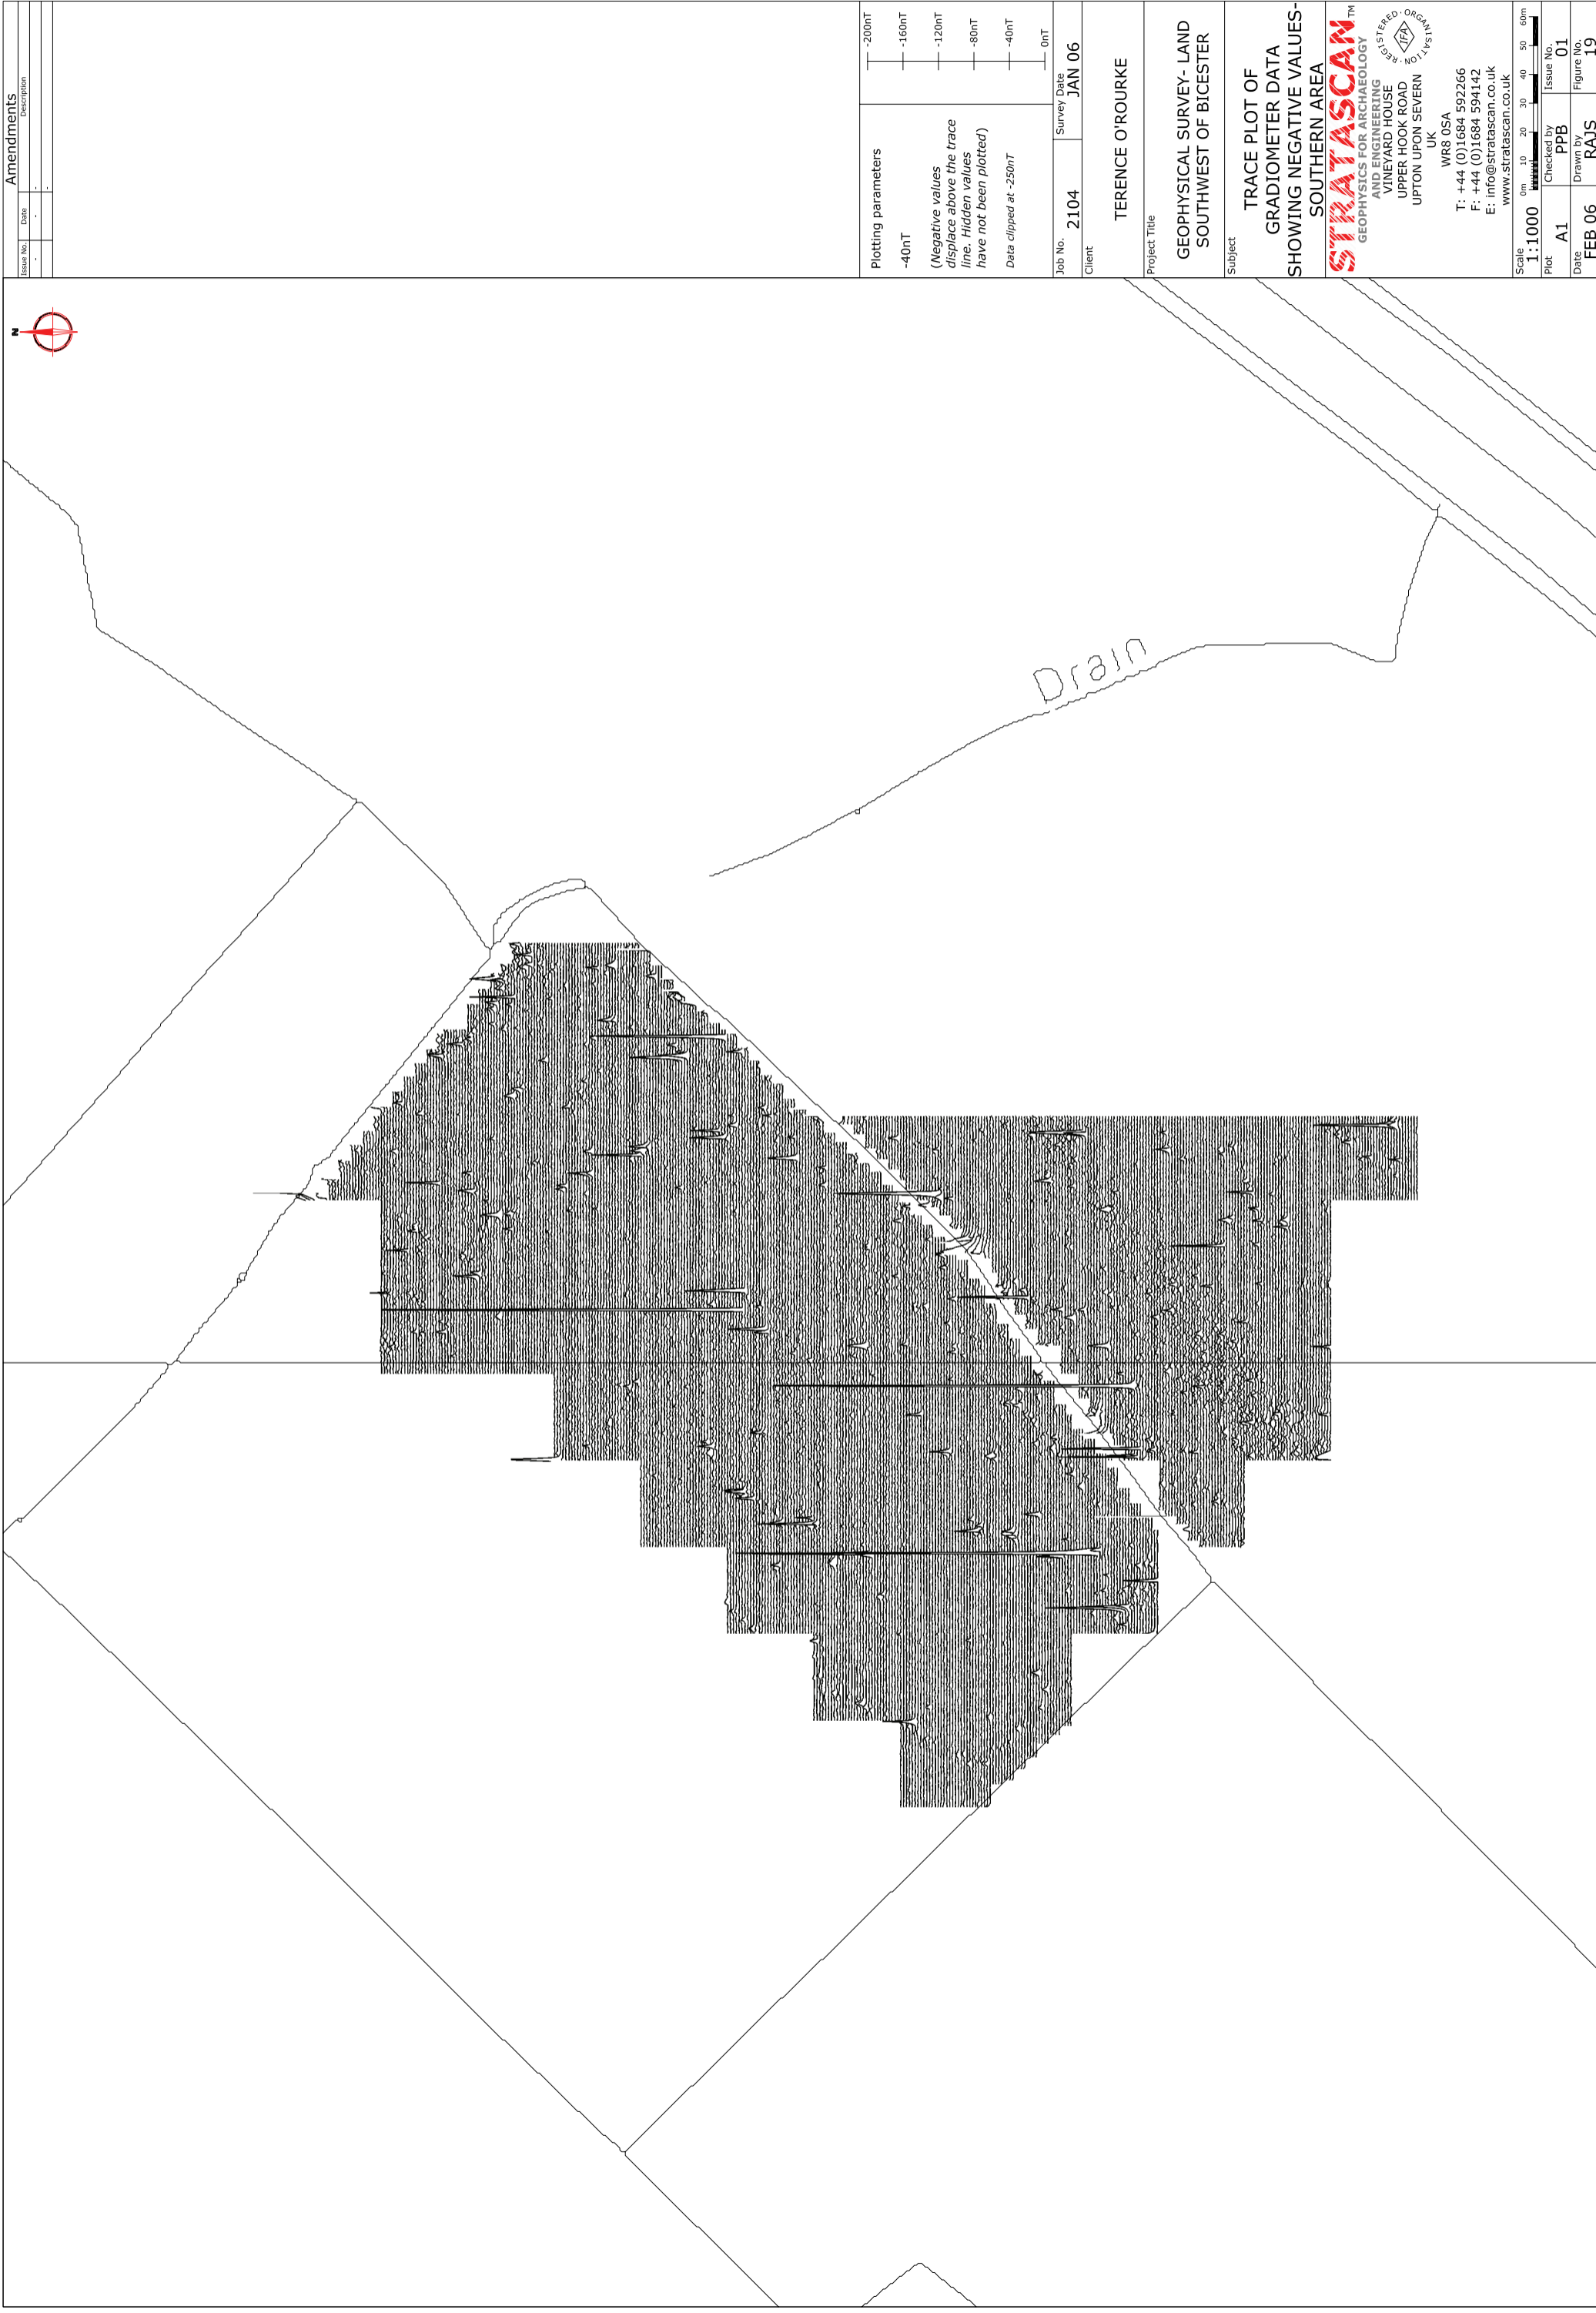 Amendments
Issue No.
Date
Description
-
-
-
-
N
Drain
Plotting parameters
-40nT
(Negative values
displace above the trace
line. Hidden values
have not been plotted)
Data clipped at -250nT
-200nT
-160nT
-120nT
-80nT
-40nT
0nT
Job No.
2104
Survey Date
JAN 06
Client
TERENCE O'ROURKE
Project Title
GEOPHYSICAL SURVEY- LAND
SOUTHWEST OF BICESTER
Subject
TRACE PLOT OF
GRADIOMETER DATA
SHOWING NEGATIVE VALUES-
SOUTHERN AREA
STRATASCAN TM
GEOPHYSICS FOR ARCHAEOLOGY
AND ENGINEERING
REGISTERED · ORGANISATION
IFA
VINEYARD HOUSE
UPPER HOOK ROAD
UPTON UPON SEVERN
UK
WR8 0SA
T: +44 (0)1684 592266
F: +44 (0)1684 594142
E: info@stratascan.co.uk
www.stratascan.co.uk
Scale
1:1000
0m 10 20 30 40 50 60m
Plot
A1
Checked by
PPB
Issue No.
01
Date
FEB 06
Drawn by
RAJS
Figure No.
19